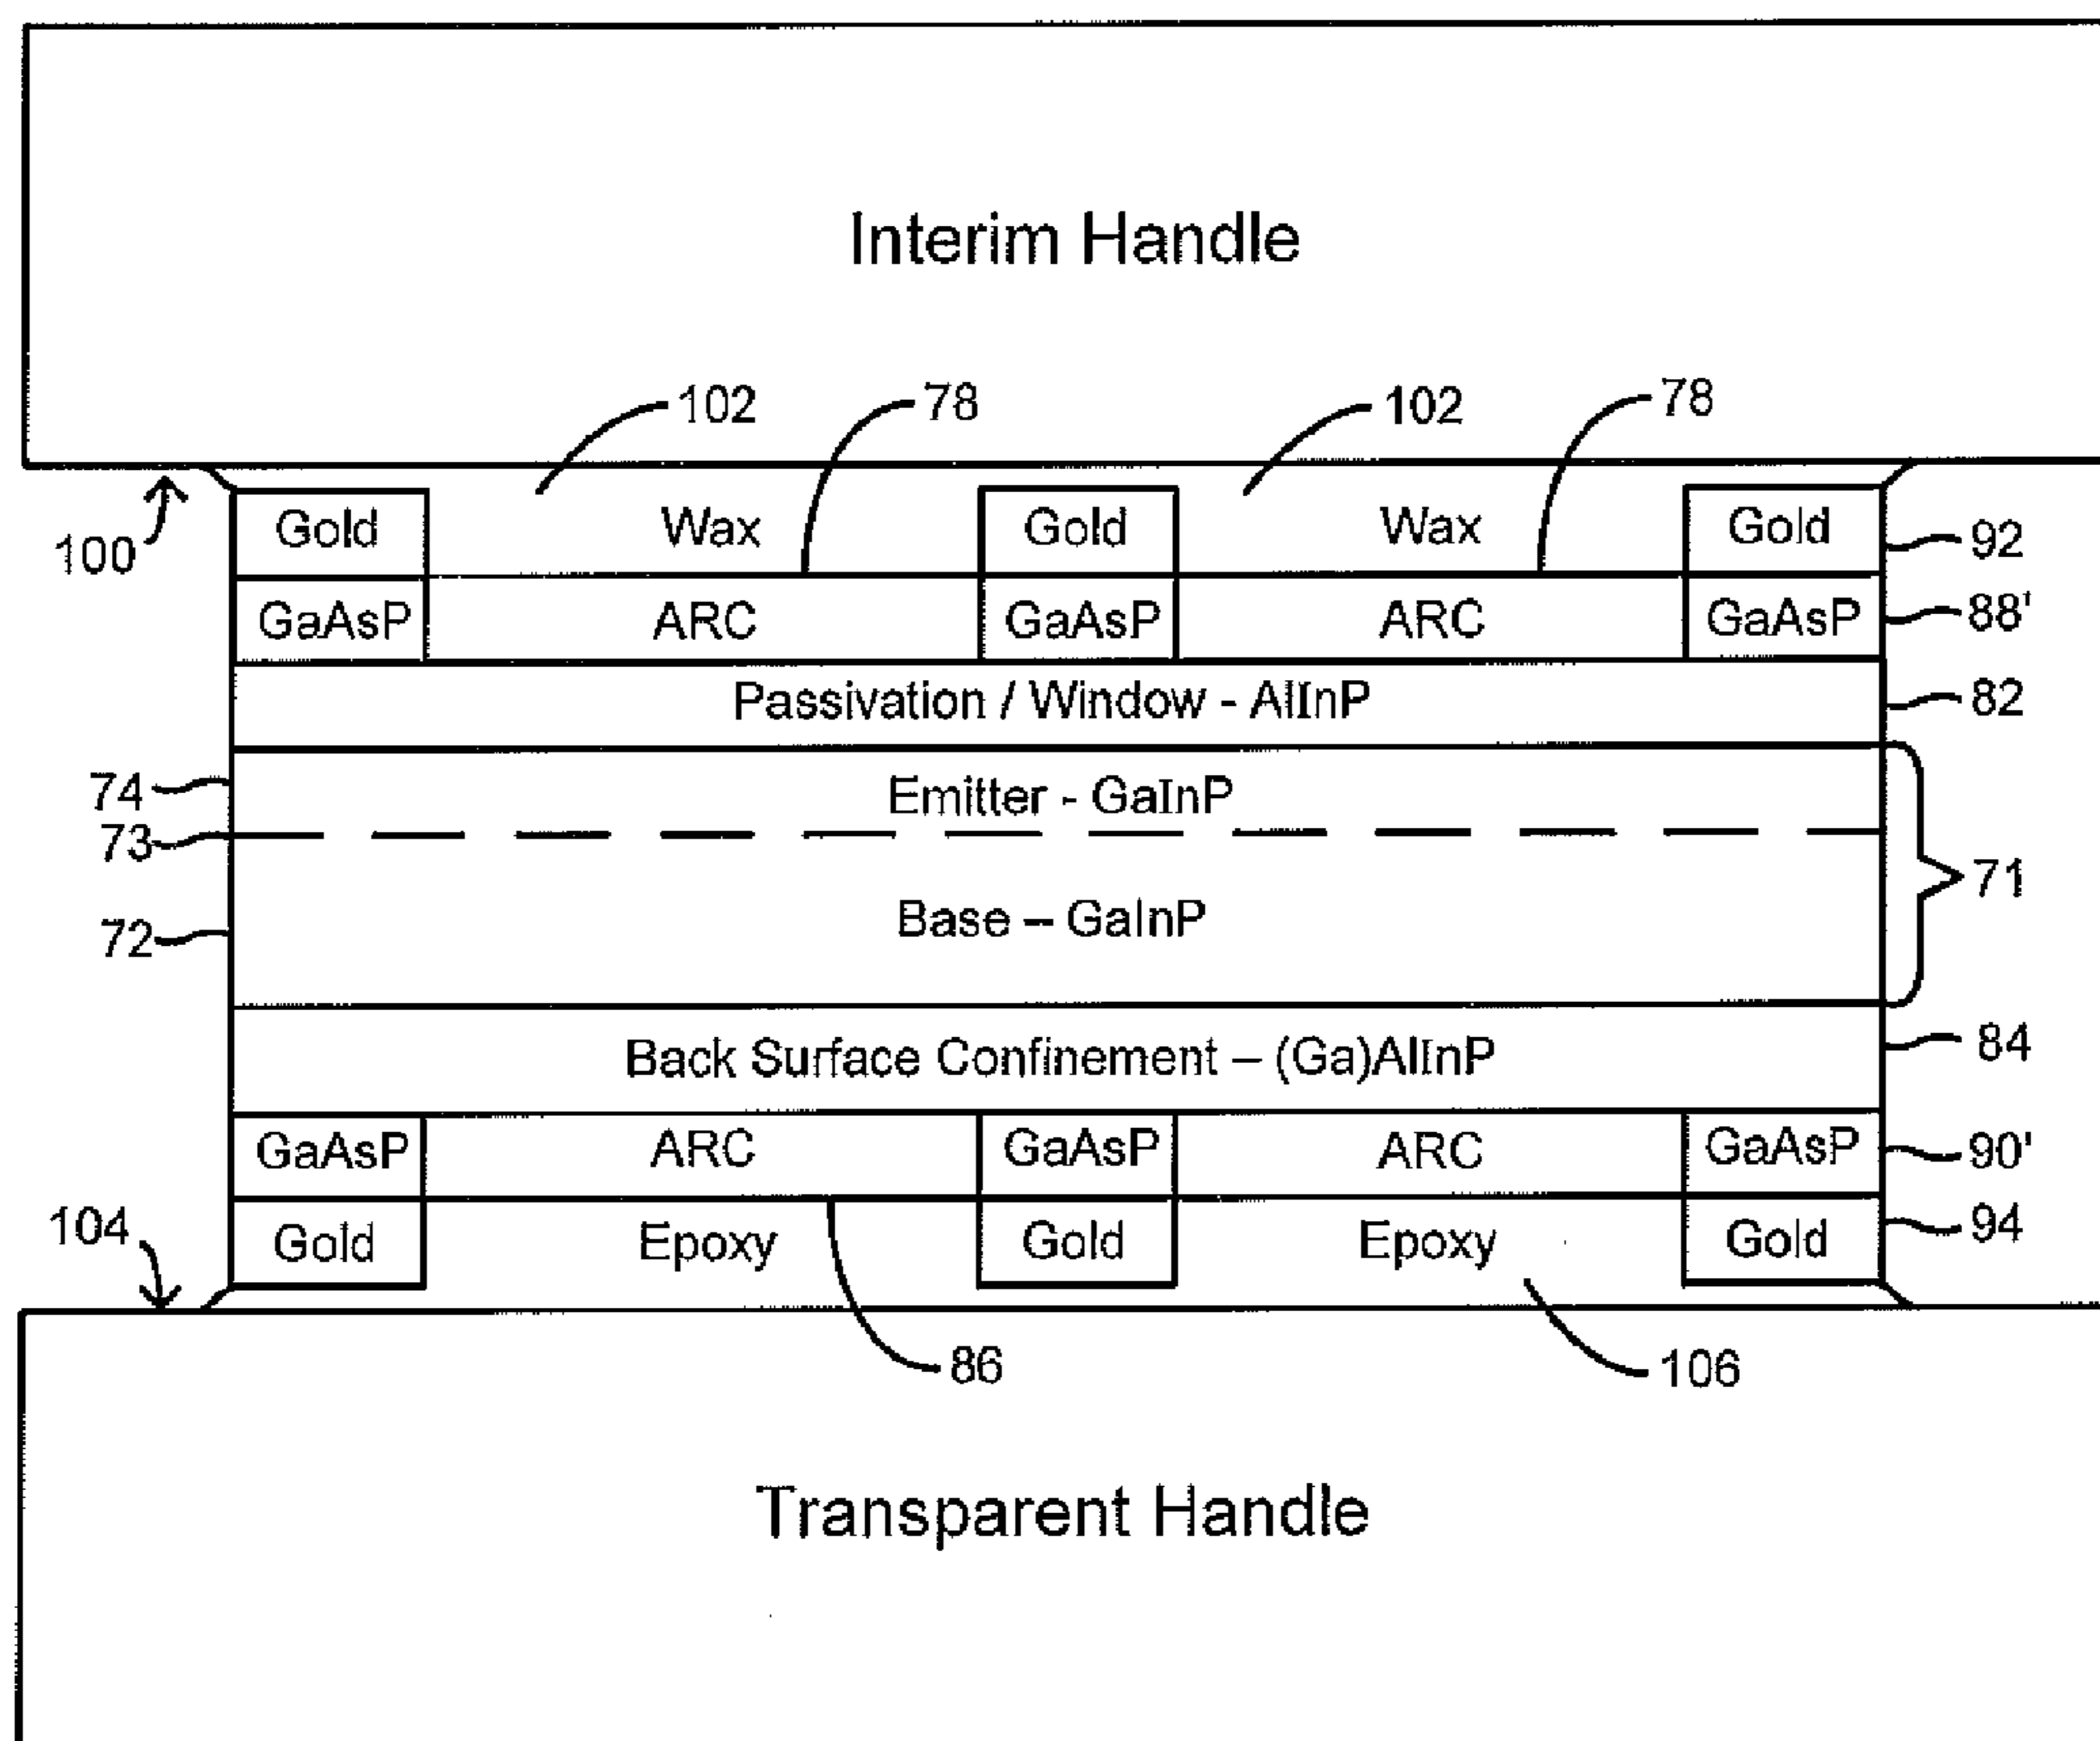 Interim Handle
102 78 102 78
100
Gold Wax Gold Wax Gold 92
GaAsP ARC GaAsP ARC GaAsP 88'
Passivation / Window - AlInP 82
74 Emitter - GaInP
73
71
72 Base – GaInP
Back Surface Confinement – (Ga)AlInP 84
GaAsP ARC GaAsP ARC GaAsP 90'
104 Gold Epoxy Gold Epoxy Gold 94
86 106
Transparent Handle